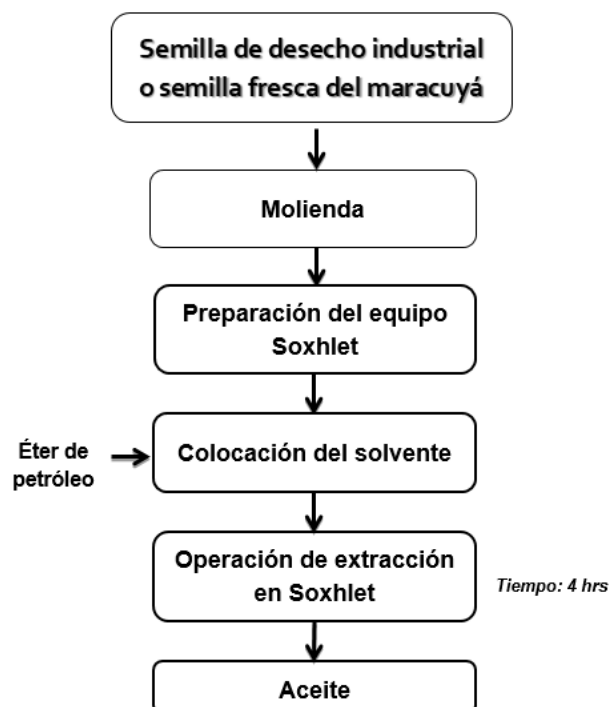 Semilla de desecho industrial
o semilla fresca del maracuyá
Molienda
Preparación del equipo
Soxhlet
Éter de
petróleo
Colocación del solvente
Operación de extracción
en Soxhlet
Tiempo: 4 hrs
Aceite